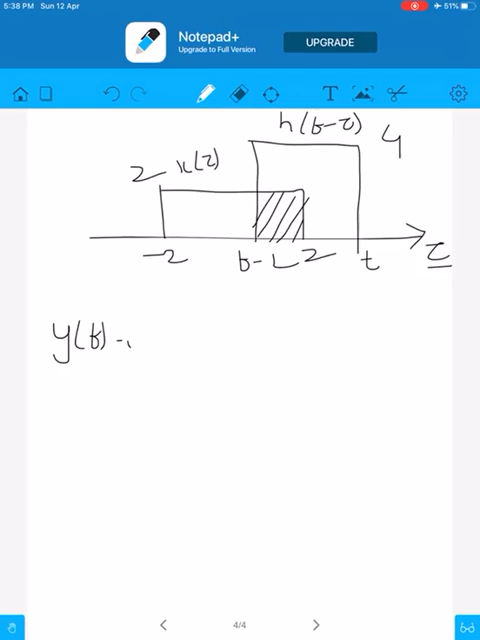 5:38 PM Sun 12 Apr
51%
Notepad+
Upgrade to Full Version
UPGRADE
T
h(t-τ) 4
2 x(τ)
-2 t-1 2 t τ
y(t) -
4/4